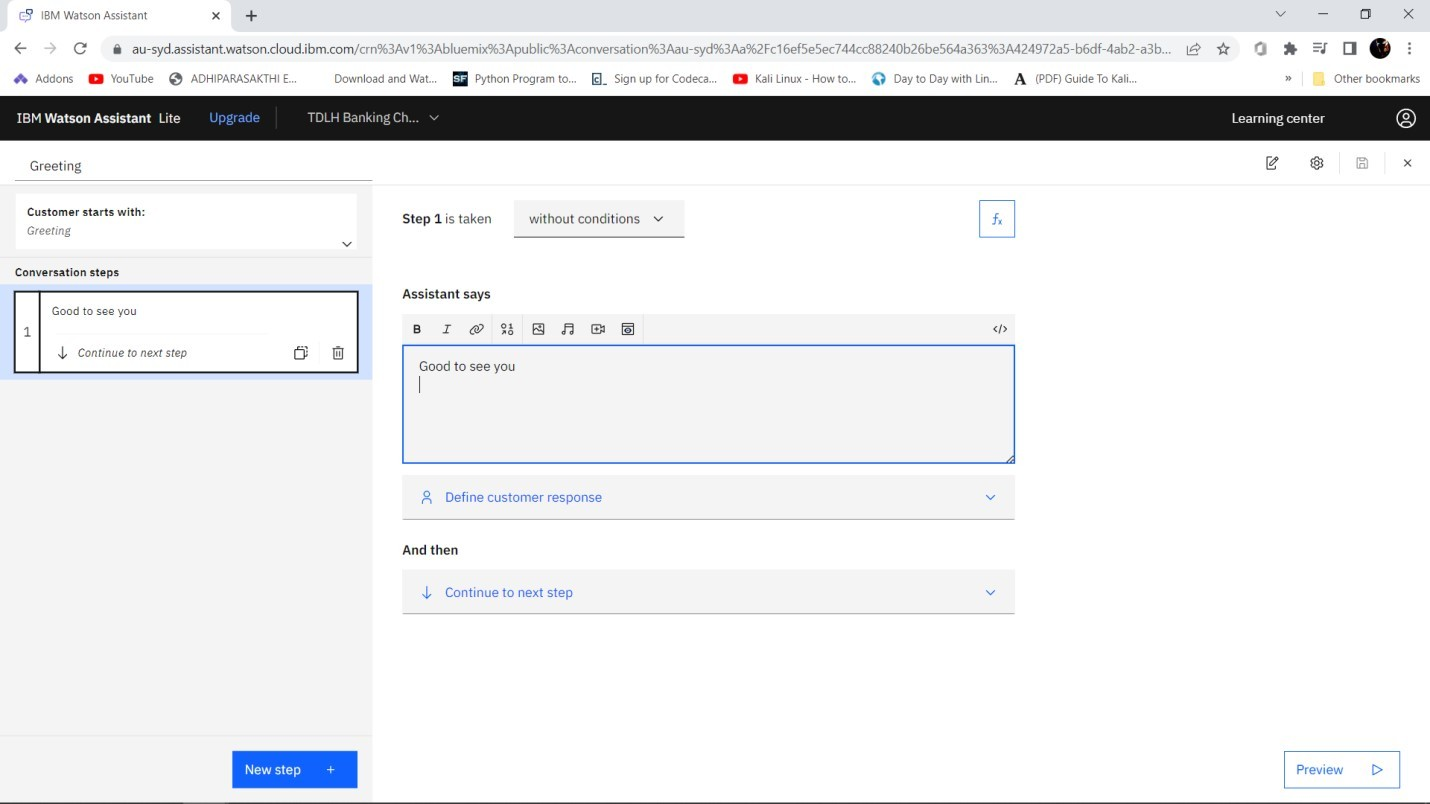 IBM Watson Assistant
au-syd.assistant.watson.cloud.ibm.com/crn%3Av1%3Abluemix%3Apublic%3Aconversation%3Aau-syd%3Aa%2Fc16ef5e5ec744cc88240b26be564a363%3A424972a5-b6df-4ab2-a3b...
Addons YouTube ADHIPARASAKTHI E... Download and Wat... SF Python Program to... Sign up for Codeca... Kali Linux - How to... Day to Day with Lin... A (PDF) Guide To Kali... » Other bookmarks
IBM Watson Assistant Lite Upgrade TDLH Banking Ch... Learning center
Greeting
Customer starts with:
Greeting
Conversation steps
1
Good to see you
Continue to next step
Step 1 is taken without conditions fx
Assistant says
B I </>
Good to see you
Define customer response
And then
Continue to next step
New step +
Preview